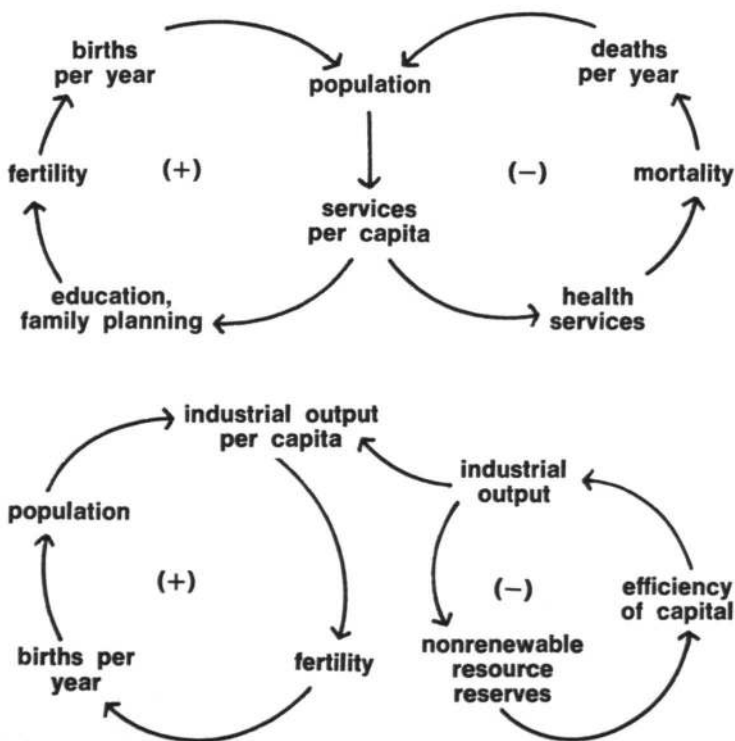 births
per year
population
deaths
per year
fertility
(+)
(−)
mortality
services
per capita
education,
family planning
health
services
industrial output
per capita
industrial
output
population
(+)
(−)
efficiency
of capital
births per
year
fertility
nonrenewable
resource
reserves